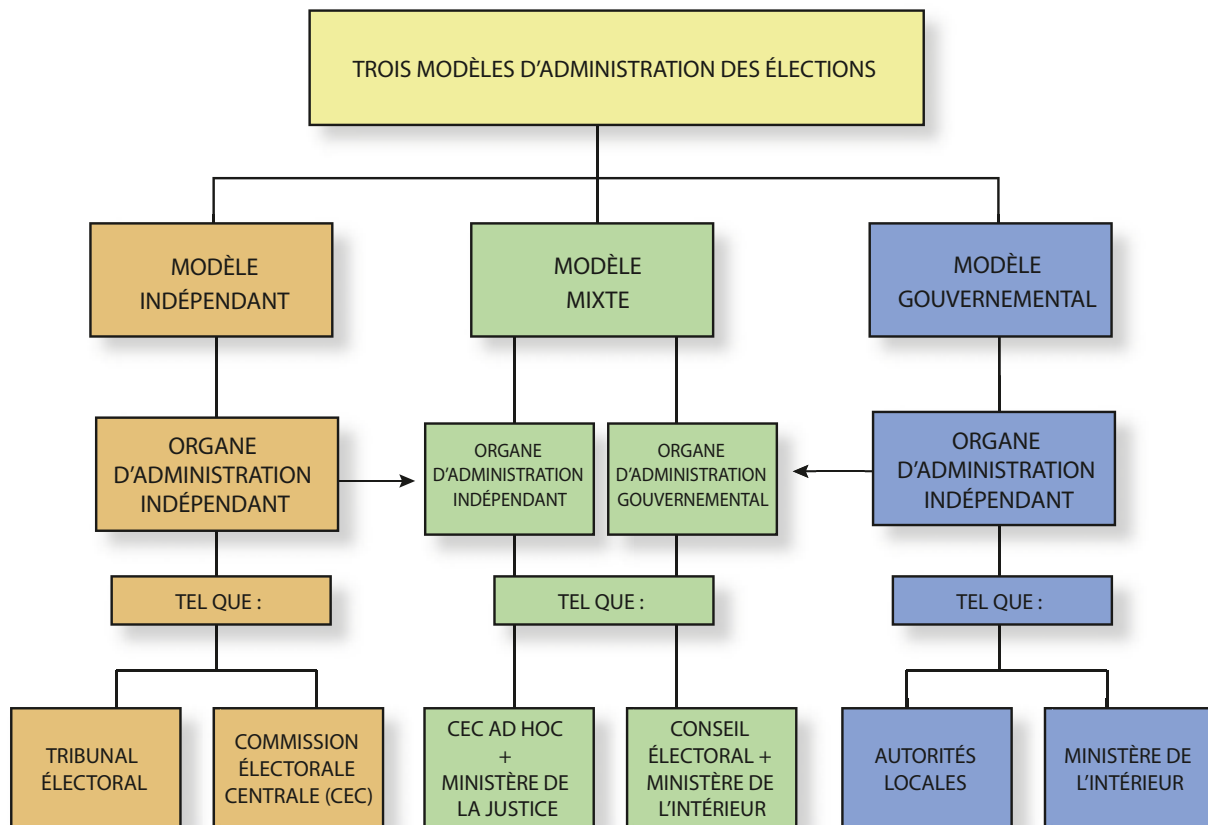 TROIS MODÈLES D'ADMINISTRATION DES ÉLECTIONS
MODÈLE
INDÉPENDANT
MODÈLE
MIXTE
MODÈLE
GOUVERNEMENTAL
ORGANE
D'ADMINISTRATION
INDÉPENDANT
ORGANE
D'ADMINISTRATION
INDÉPENDANT
ORGANE
D'ADMINISTRATION
GOUVERNEMENTAL
ORGANE
D'ADMINISTRATION
INDÉPENDANT
TEL QUE :
TEL QUE :
TEL QUE :
TRIBUNAL
ÉLECTORAL
COMMISSION
ÉLECTORALE
CENTRALE (CEC)
CEC AD HOC
+
MINISTÈRE DE
LA JUSTICE
CONSEIL
ÉLECTORAL +
MINISTÈRE DE
L'INTÉRIEUR
AUTORITÉS
LOCALES
MINISTÈRE DE
L'INTÉRIEUR